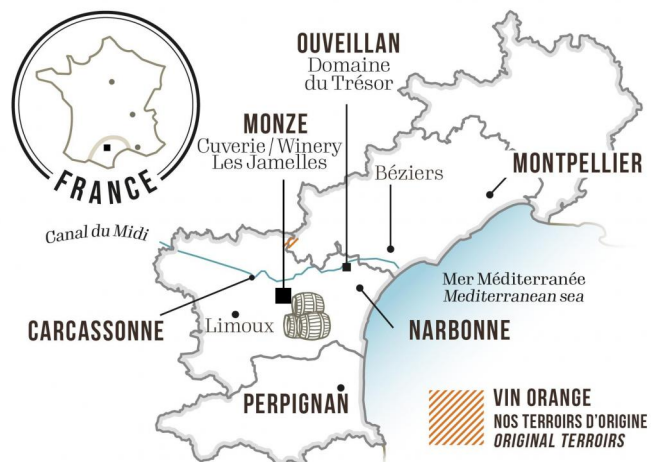 OUVEILLAN
Domaine
du Trésor
MONZE
Cuverie / Winery
Les Jamelles
Béziers
MONTPELLIER
FRANCE
Canal du Midi
Mer Méditerranée
Mediterranean sea
CARCASSONNE
Limoux
NARBONNE
PERPIGNAN
VIN ORANGE
NOS TERROIRS D'ORIGINE
ORIGINAL TERROIRS